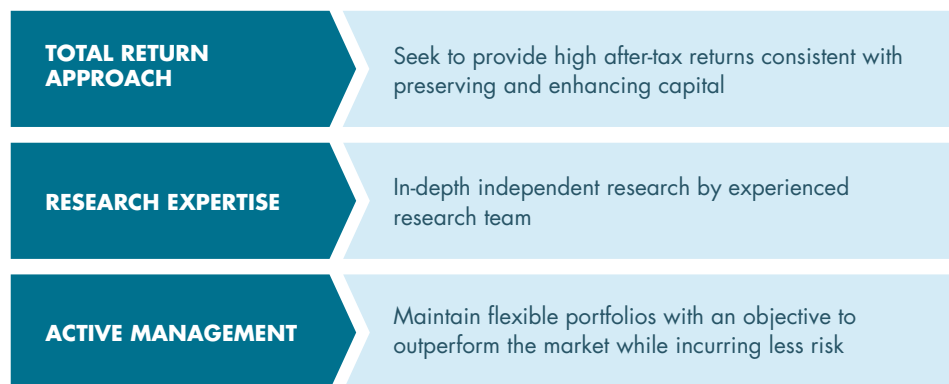 TOTAL RETURN
APPROACH
Seek to provide high after-tax returns consistent with
preserving and enhancing capital
RESEARCH EXPERTISE
In-depth independent research by experienced
research team
ACTIVE MANAGEMENT
Maintain flexible portfolios with an objective to
outperform the market while incurring less risk